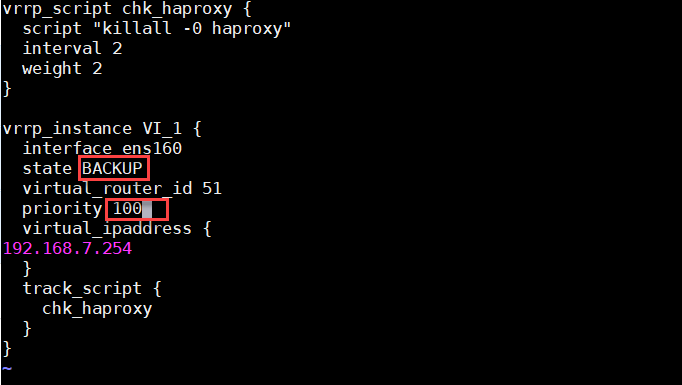 vrrp_script chk_haproxy {
  script "killall -0 haproxy"
  interval 2
  weight 2
}

vrrp_instance VI_1 {
  interface ens160
  state BACKUP
  virtual_router_id 51
  priority 100
  virtual_ipaddress {
192.168.7.254
  }
  track_script {
    chk_haproxy
  }
}
~